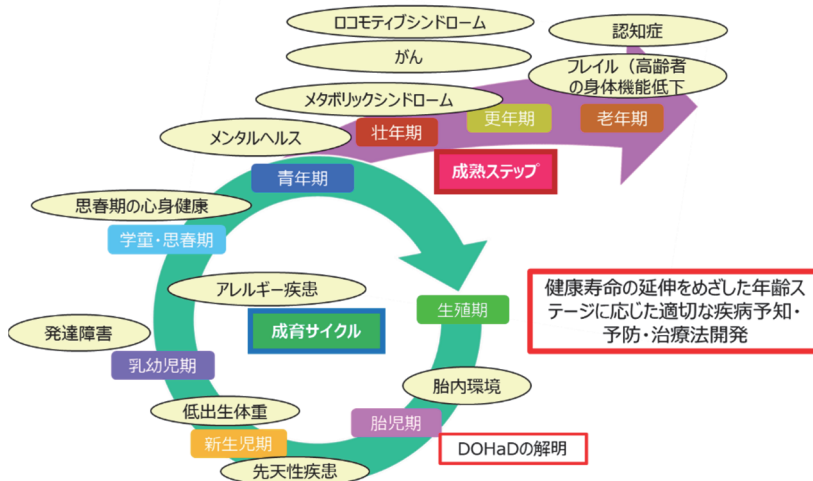 ロコモティブシンドローム
認知症
がん
フレイル（高齢者
の身体機能低下
メタボリックシンドローム
壮年期
更年期
老年期
メンタルヘルス
成熟ステップ
青年期
思春期の心身健康
学童・思春期
アレルギー疾患
健康寿命の延伸をめざした年齢ス
テージに応じた適切な疾病予知・
予防・治療法開発
生殖期
成育サイクル
発達障害
乳幼児期
胎内環境
低出生体重
胎児期
新生児期
DOHaDの解明
先天性疾患